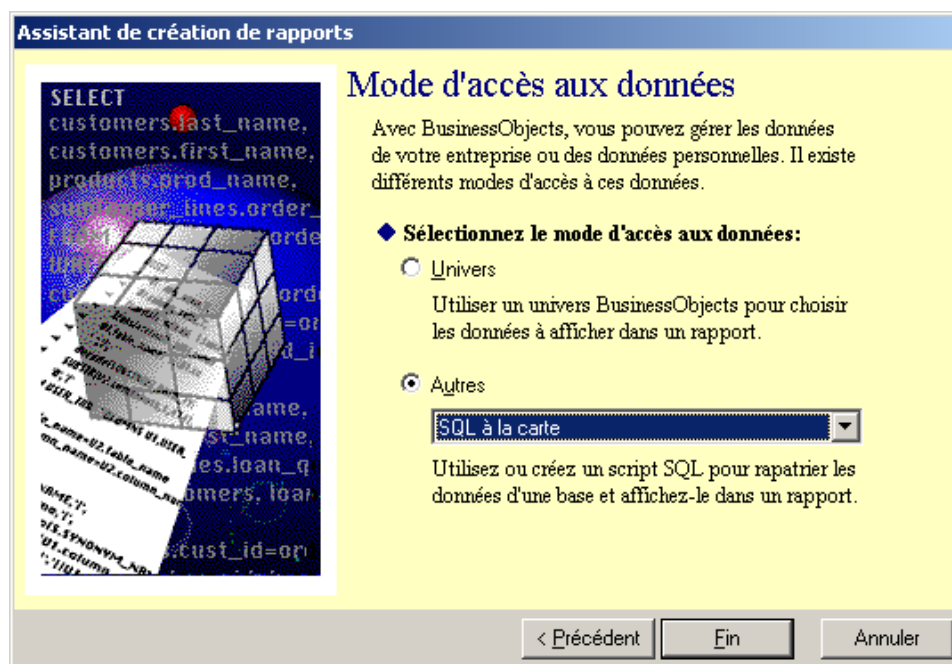 Assistant de création de rapports
SELECT
customers.last_name,
customers.first_name,
products.prod_name,
Mode d'accès aux données
Avec BusinessObjects, vous pouvez gérer les données
de votre entreprise ou des données personnelles. Il existe
différents modes d'accès à ces données.
Sélectionnez le mode d'accès aux données:
Univers
Utiliser un univers BusinessObjects pour choisir
les données à afficher dans un rapport.
Autres
SQL à la carte
Utilisez ou créez un script SQL pour rapatrier les
données d'une base et affichez-le dans un rapport.
< Précédent
Fin
Annuler